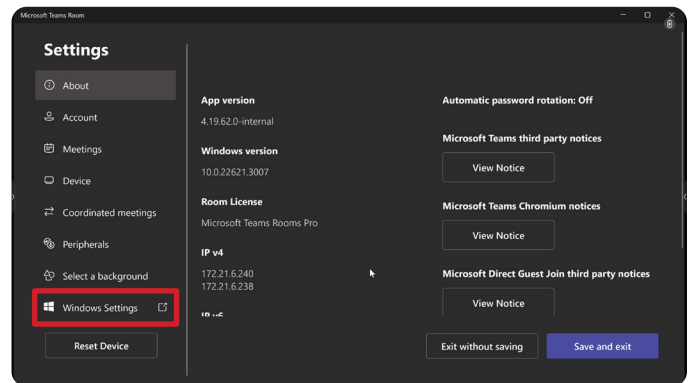 Microsoft Teams Room
Settings
About
Account
Meetings
Device
Coordinated meetings
Peripherals
Select a background
Windows Settings
Reset Device
App version
4.19.62.0-internal
Windows version
10.0.22621.3007
Room License
Microsoft Teams Rooms Pro
IP v4
172.21.6.240
172.21.6.238
IP v6
Automatic password rotation: Off
Microsoft Teams third party notices
View Notice
Microsoft Teams Chromium notices
View Notice
Microsoft Direct Guest Join third party notices
View Notice
Exit without saving
Save and exit